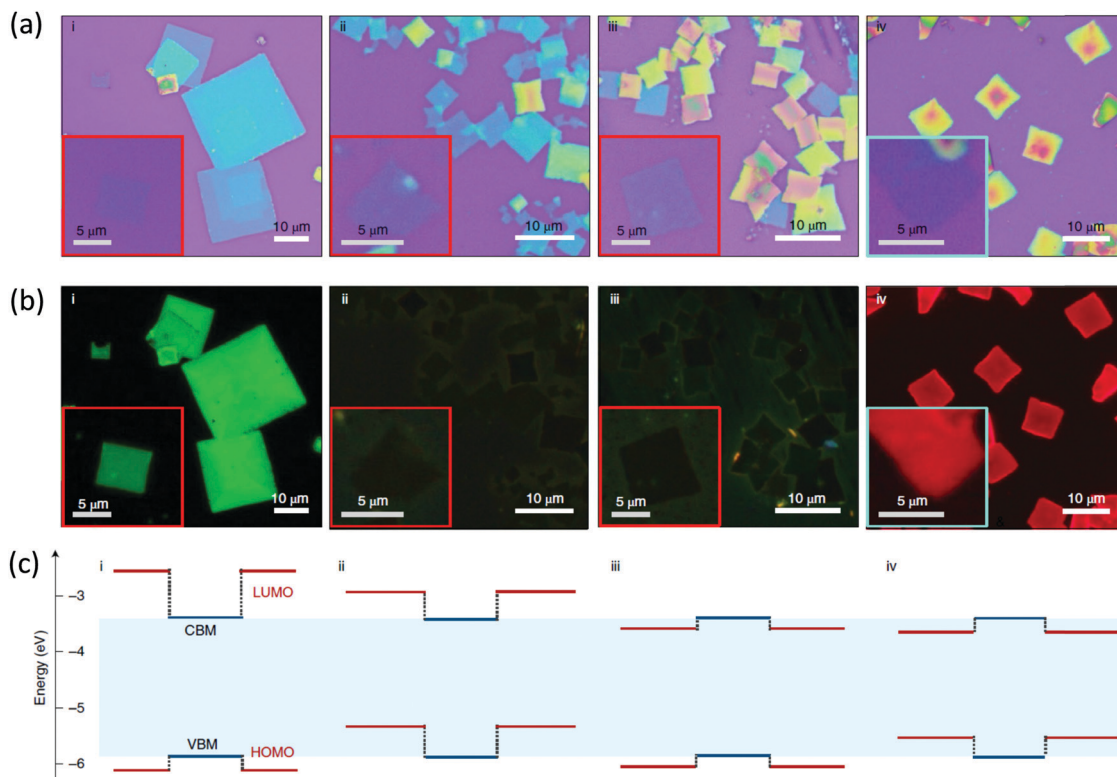 (a)
i
ii
iii
iv
5 μm
10 μm
5 μm
10 μm
5 μm
10 μm
5 μm
10 μm
(b)
i
ii
iii
iv
5 μm
10 μm
5 μm
10 μm
5 μm
10 μm
5 μm
10 μm
(c)
i
ii
iii
iv
Energy (eV)
−3
−4
−5
−6
LUMO
CBM
VBM
HOMO